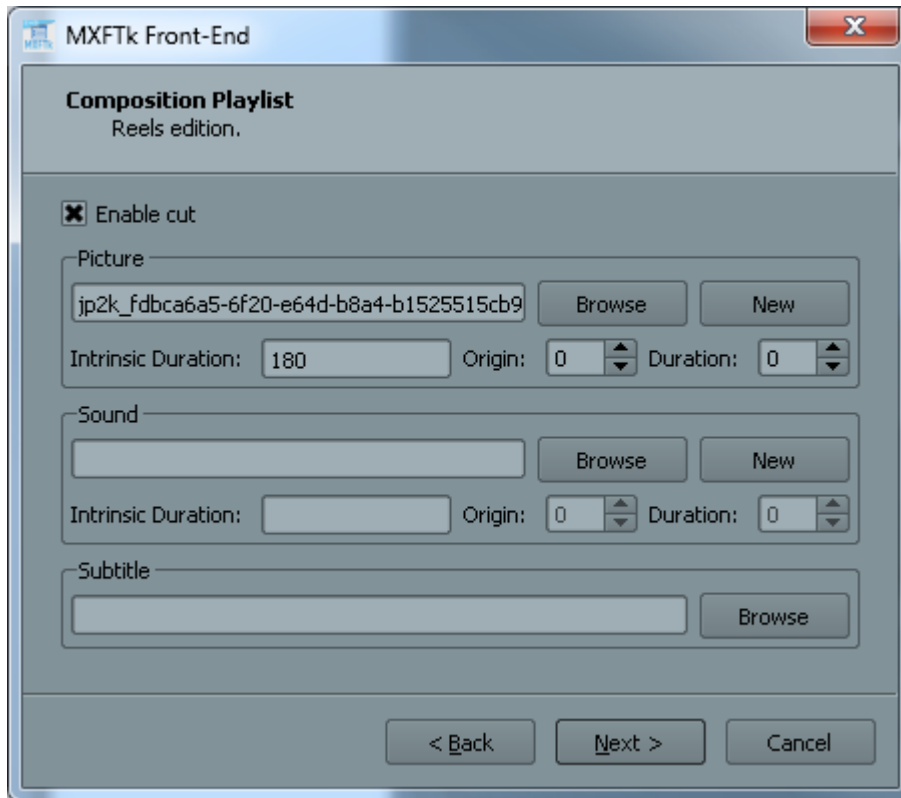 MXFTk Front-End
Composition Playlist
Reels edition.
Enable cut
Picture
jp2k_fdbca6a5-6f20-e64d-b8a4-b1525515cb9 Browse New
Intrinsic Duration: 180 Origin: 0 Duration: 0
Sound
Browse New
Intrinsic Duration: Origin: 0 Duration: 0
Subtitle
Browse
< Back Next > Cancel